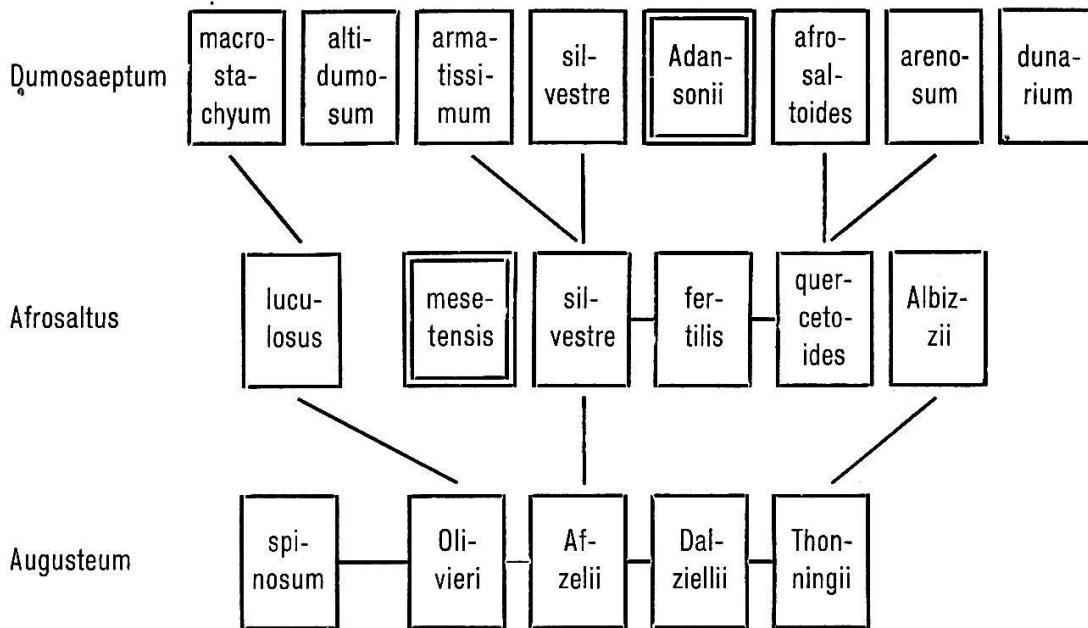 Dumosaeptum
macro-
sta-
chyum
alti-
dumo-
sum
arma-
tissi-
mum
sil-
vestre
Adan-
sonii
afro-
sal-
toides
areno-
sum
duna-
rium
Afrosaltus
lucu-
losus
mese-
tensis
sil-
vestre
fer-
tilis
quer-
ceto-
ides
Albiz-
zii
Augusteum
spi-
nosum
Oli-
vieri
Af-
zelii
Dal-
ziellii
Thon-
ningii